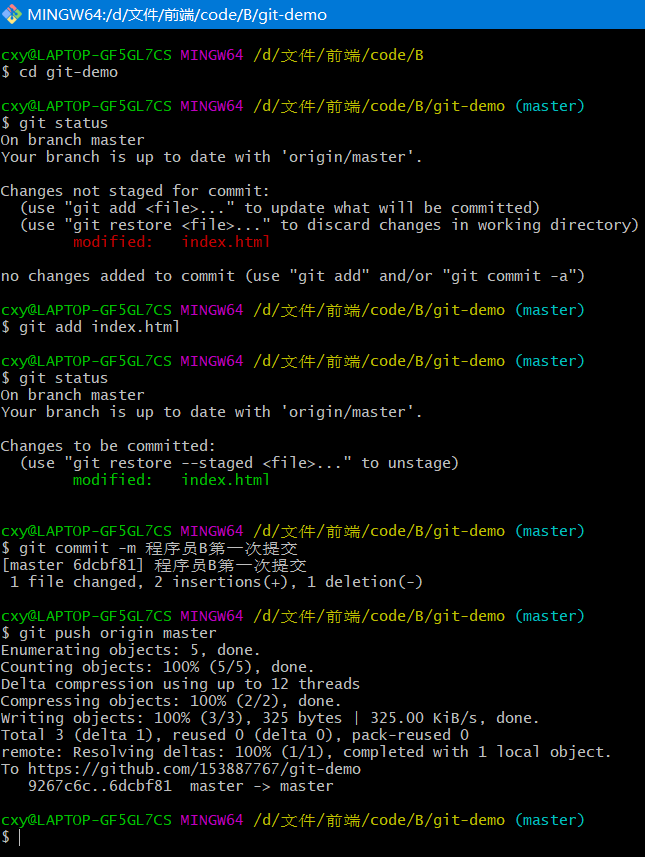 MINGW64:/d/文件/前端/code/B/git-demo
cxy@LAPTOP-GF5GL7CS MINGW64 /d/文件/前端/code/B
$ cd git-demo
cxy@LAPTOP-GF5GL7CS MINGW64 /d/文件/前端/code/B/git-demo (master)
$ git status
On branch master
Your branch is up to date with 'origin/master'.
Changes not staged for commit:
(use "git add <file>..." to update what will be committed)
(use "git restore <file>..." to discard changes in working directory)
modified:   index.html
no changes added to commit (use "git add" and/or "git commit -a")
cxy@LAPTOP-GF5GL7CS MINGW64 /d/文件/前端/code/B/git-demo (master)
$ git add index.html
cxy@LAPTOP-GF5GL7CS MINGW64 /d/文件/前端/code/B/git-demo (master)
$ git status
On branch master
Your branch is up to date with 'origin/master'.
Changes to be committed:
(use "git restore --staged <file>..." to unstage)
modified:   index.html
cxy@LAPTOP-GF5GL7CS MINGW64 /d/文件/前端/code/B/git-demo (master)
$ git commit -m 程序员B第一次提交
[master 6dcbf81] 程序员B第一次提交
1 file changed, 2 insertions(+), 1 deletion(-)
cxy@LAPTOP-GF5GL7CS MINGW64 /d/文件/前端/code/B/git-demo (master)
$ git push origin master
Enumerating objects: 5, done.
Counting objects: 100% (5/5), done.
Delta compression using up to 12 threads
Compressing objects: 100% (2/2), done.
Writing objects: 100% (3/3), 325 bytes | 325.00 KiB/s, done.
Total 3 (delta 1), reused 0 (delta 0), pack-reused 0
remote: Resolving deltas: 100% (1/1), completed with 1 local object.
To https://github.com/153887767/git-demo
9267c6c..6dcbf81  master -> master
cxy@LAPTOP-GF5GL7CS MINGW64 /d/文件/前端/code/B/git-demo (master)
$